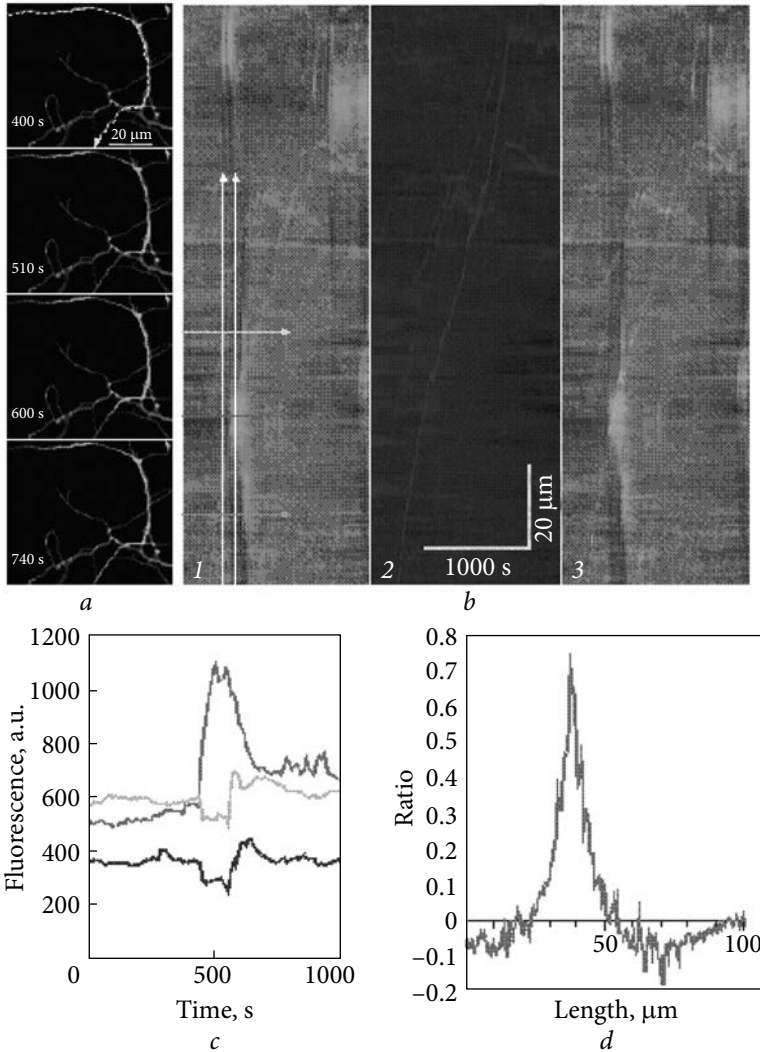 400 s
20 μm
510 s
600 s
740 s
1
2
1000 s
20 μm
3
a
b
1200
1000
800
600
400
200
0
500
1000
Fluorescence, a.u.
Time, s
c
0.8
0.7
0.6
0.5
0.4
0.3
0.2
0.1
0
–0.1
–0.2
50
100
Ratio
Length, μm
d